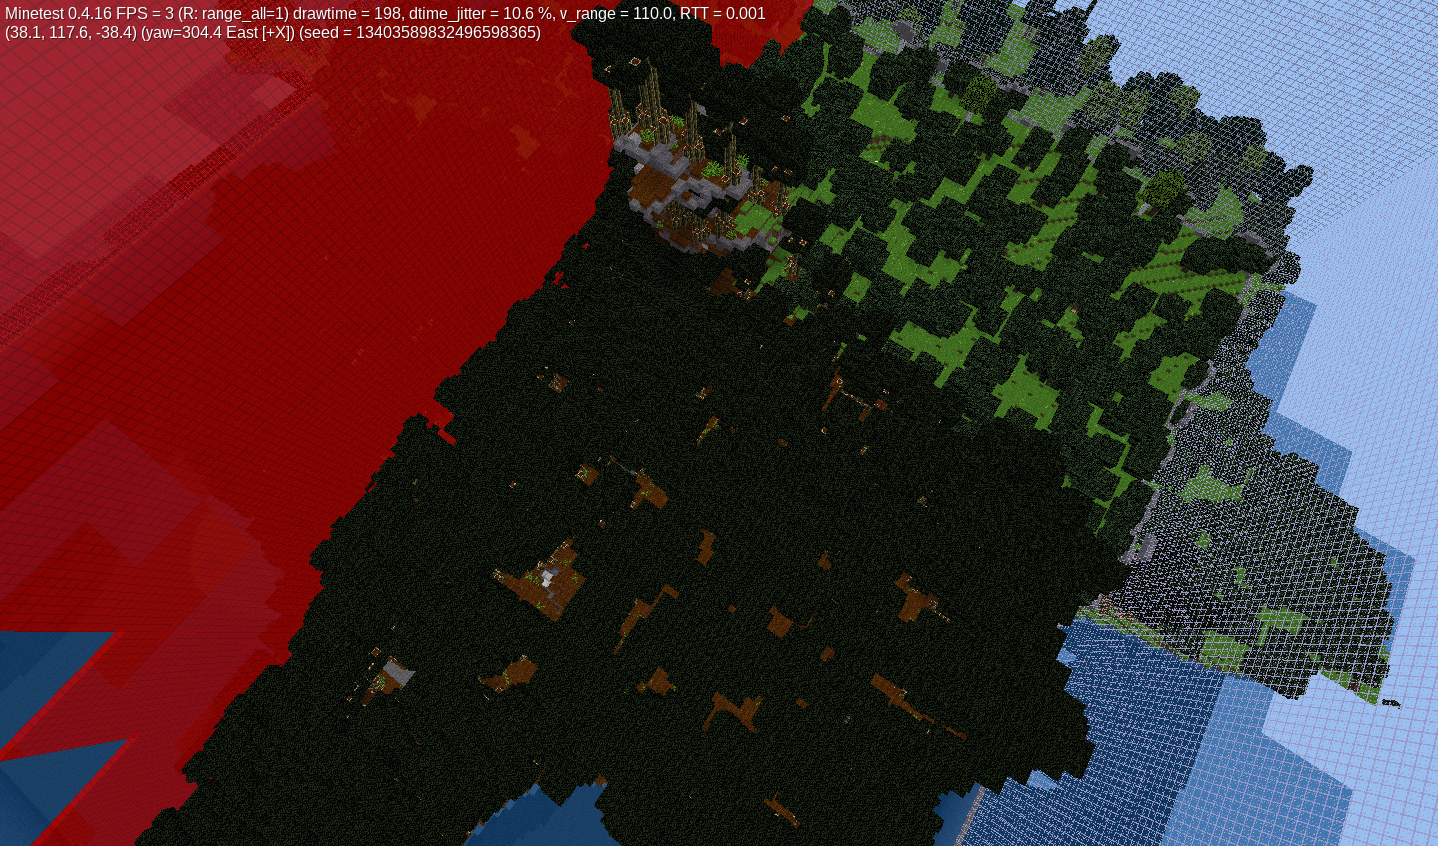 Minetest 0.4.16 FPS = 3 (R: range_all=1) drawtime = 198, dtime_jitter = 10.6 %, v_range = 110.0, RTT = 0.001
(38.1, 117.6, -38.4) (yaw=304.4 East [+X]) (seed = 13403589832496598365)